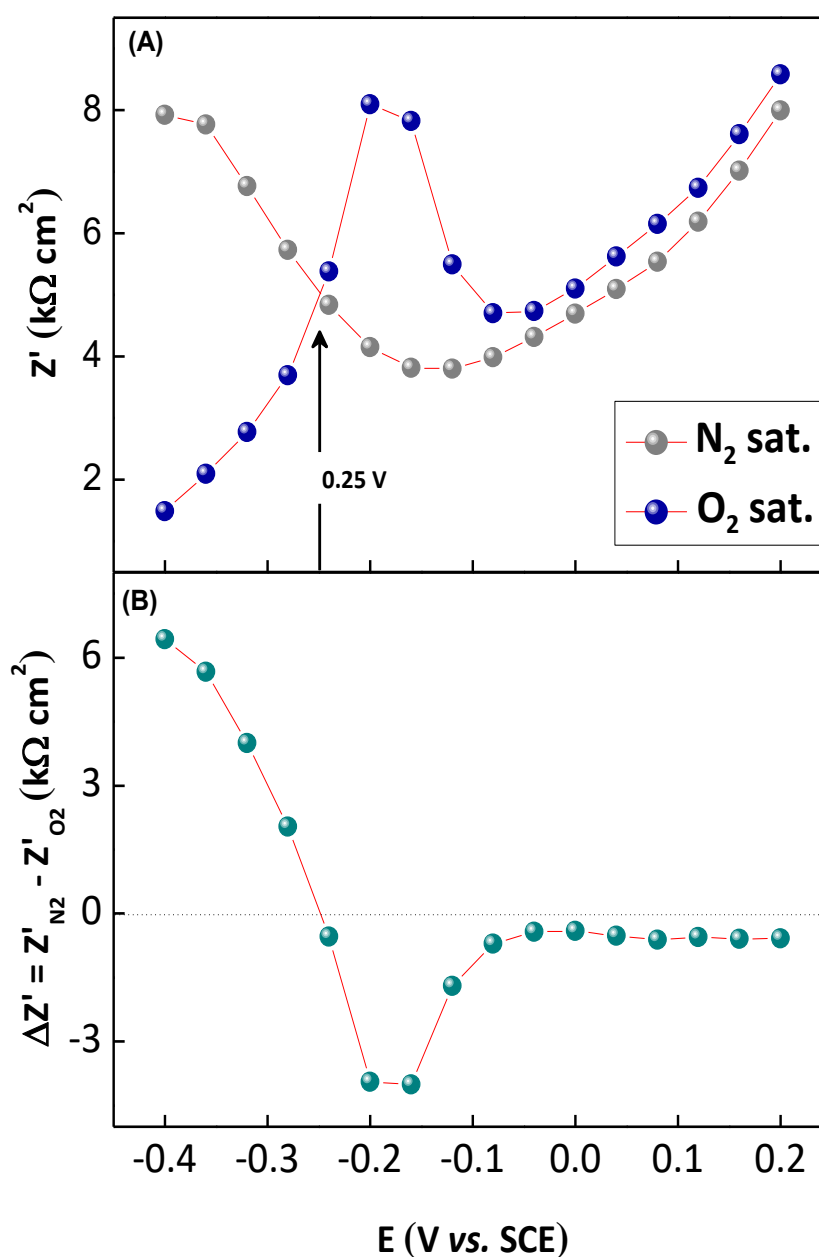 (A)
8
6
4
2
Z' (kΩ cm²)
0.25 V
N₂ sat.
O₂ sat.
(B)
6
3
0
-3
ΔZ' = Z'N2 - Z'O2 (kΩ cm²)
-0.4 -0.3 -0.2 -0.1 0.0 0.1 0.2
E (V vs. SCE)